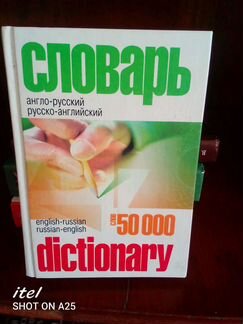 словарь
англо-русский
русско-английский
english-russian
russian-english
50 000
dictionary
itel
SHOT ON A25